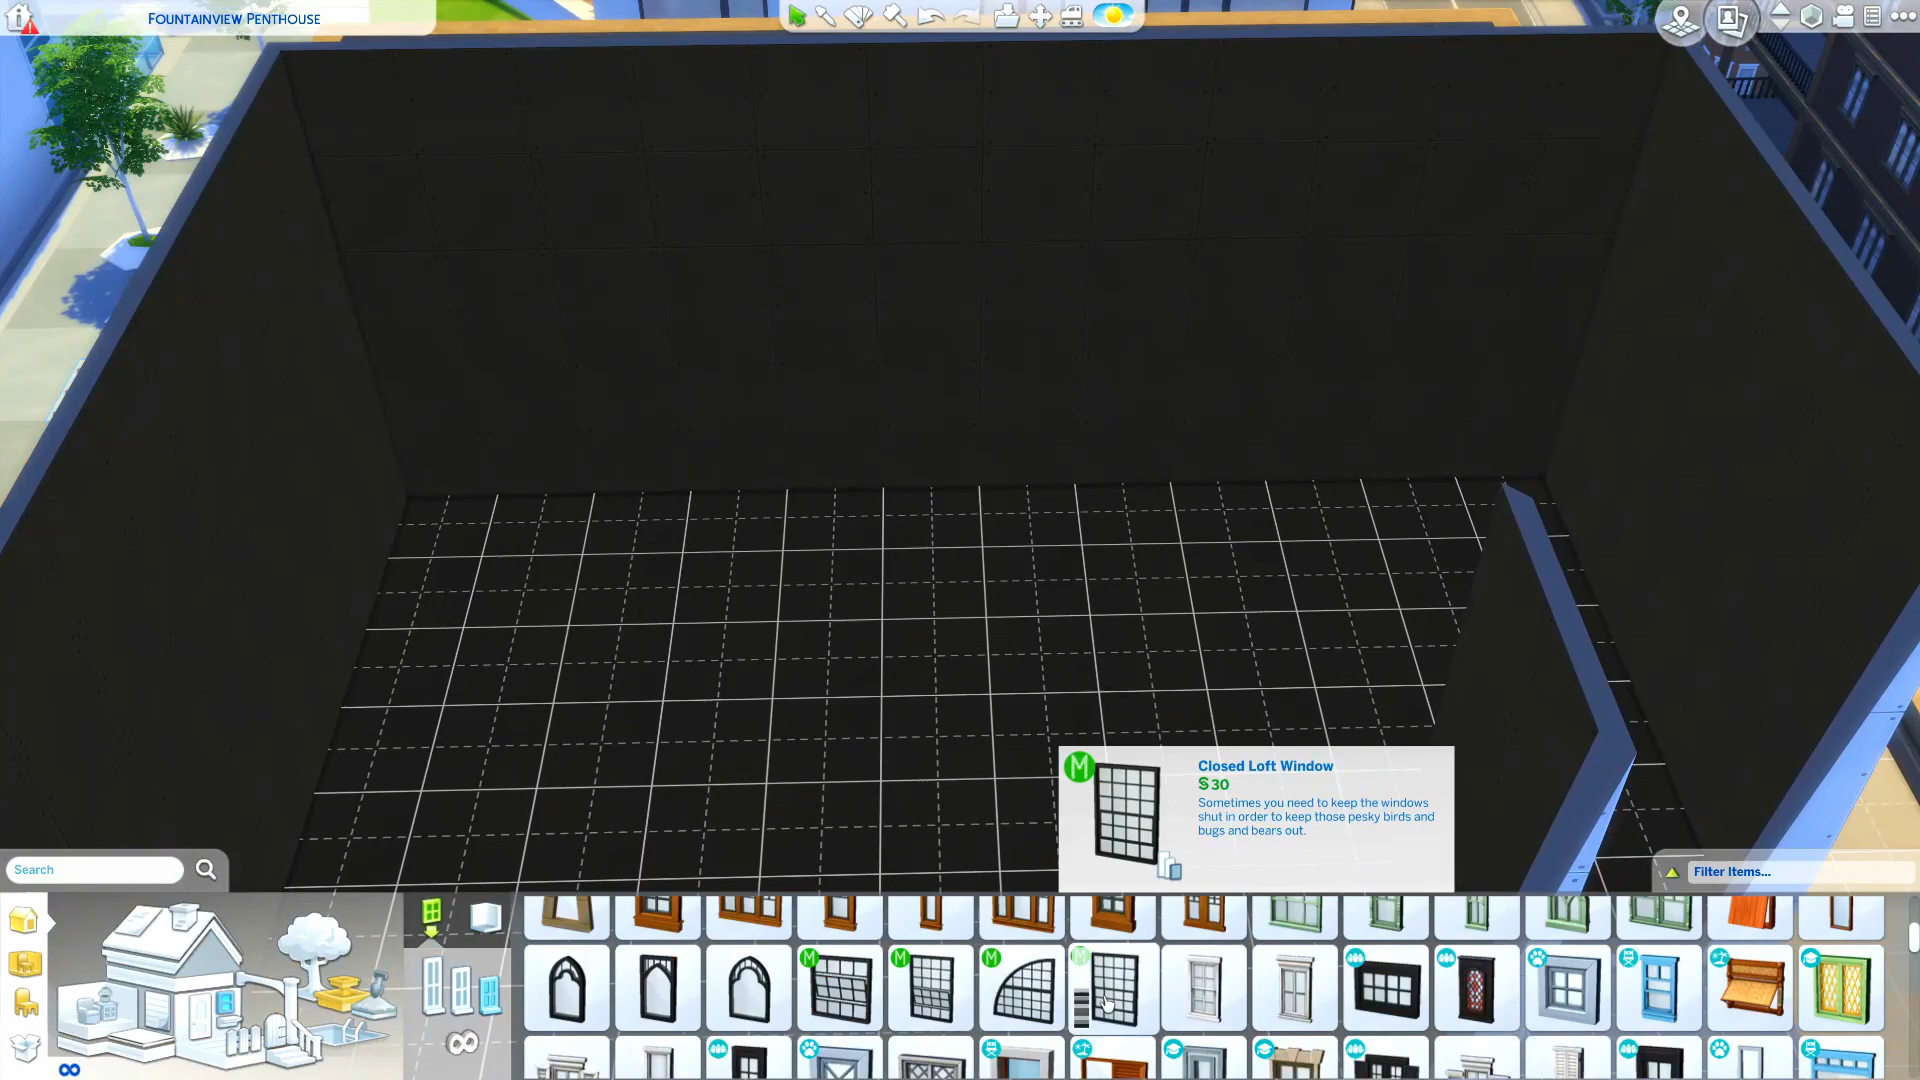 Fountainview Penthouse
M
Closed Loft Window
§30
Sometimes you need to keep the windows
shut in order to keep those pesky birds and
bugs and bears out.
Search
Filter Items...
M
M
M
M